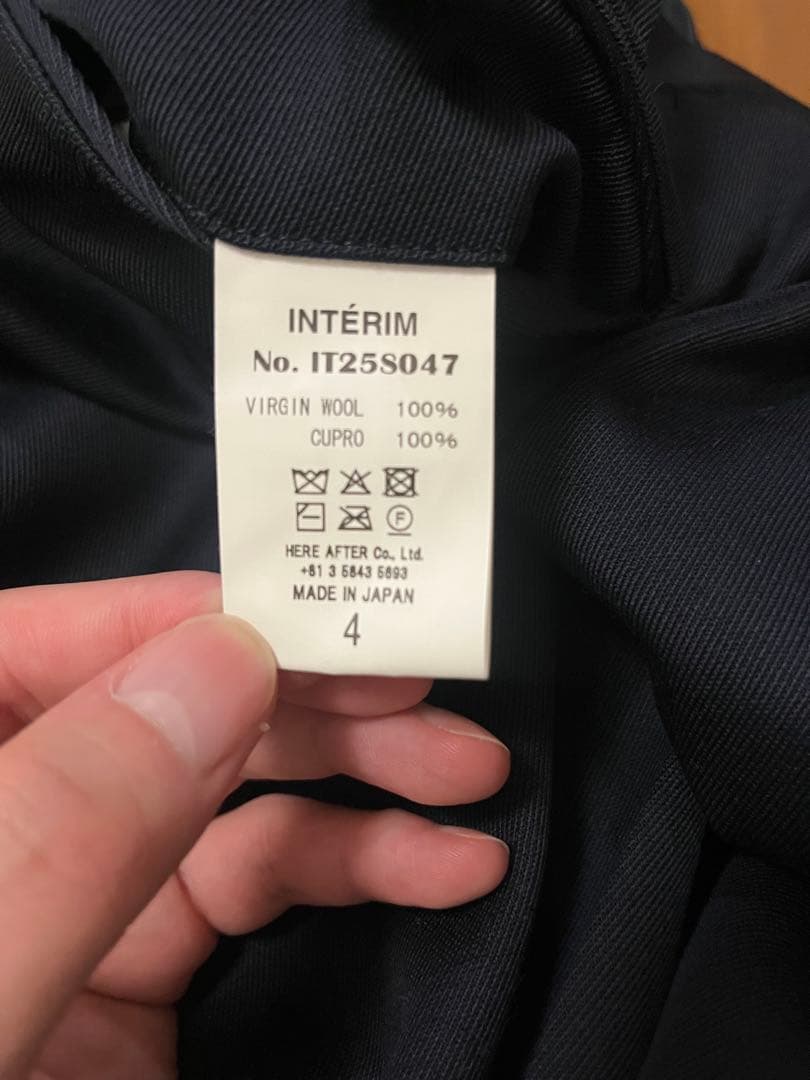 INTÉRIM
No. IT25S047
VIRGIN WOOL 100%
CUPRO 100%
F
HERE AFTER Co., Ltd.
+81 3 5843 5893
MADE IN JAPAN
4